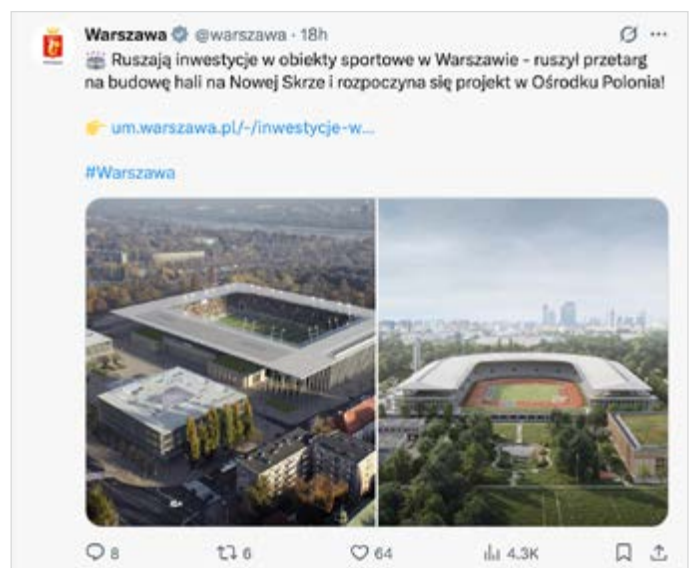 Warszawa @warszawa · 18h
🏟️ Ruszają inwestycje w obiekty sportowe w Warszawie - ruszył przetarg
na budowę hali na Nowej Skrze i rozpoczyna się projekt w Ośrodku Polonia!
👉 um.warszawa.pl/-/inwestycje-w...
#Warszawa
8 6 64 4.3K